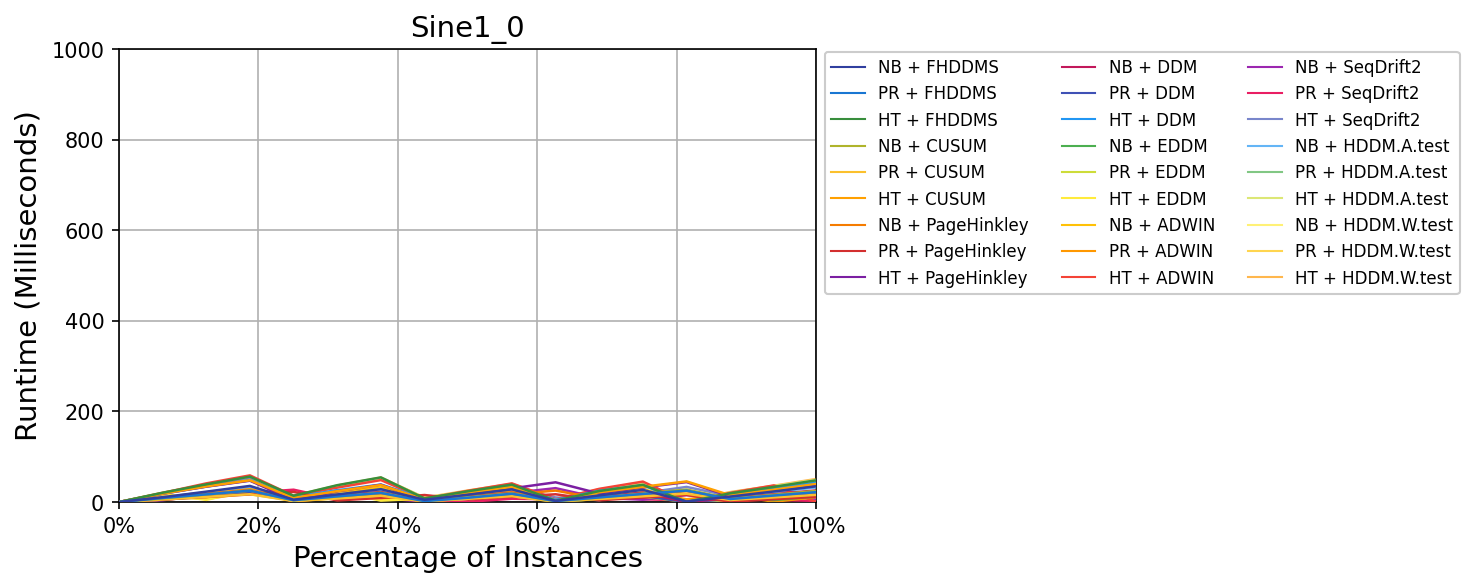 Sine1_0
1000
800
600
400
200
0
Runtime (Milliseconds)
0% 20% 40% 60% 80% 100%
Percentage of Instances
NB + FHDDMS
PR + FHDDMS
HT + FHDDMS
NB + CUSUM
PR + CUSUM
HT + CUSUM
NB + PageHinkley
PR + PageHinkley
HT + PageHinkley
NB + DDM
PR + DDM
HT + DDM
NB + EDDM
PR + EDDM
HT + EDDM
NB + ADWIN
PR + ADWIN
HT + ADWIN
NB + SeqDrift2
PR + SeqDrift2
HT + SeqDrift2
NB + HDDM.A.test
PR + HDDM.A.test
HT + HDDM.A.test
NB + HDDM.W.test
PR + HDDM.W.test
HT + HDDM.W.test